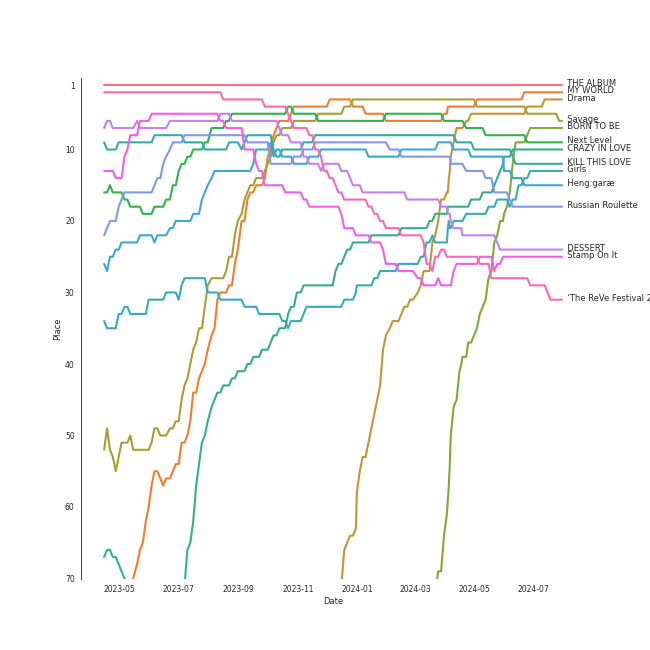 THE ALBUM
1
MY WORLD
Drama
Savage
BORN TO BE
Next Level
10
CRAZY IN LOVE
KILL THIS LOVE
Girls
Heng:garæ
20
Russian Roulette
DESSERT
Stamp On It
30
'The ReVe Festival 2
Place
40
50
60
70
2023-05
2023-07
2023-09
2023-11
2024-01
2024-03
2024-05
2024-07
Date